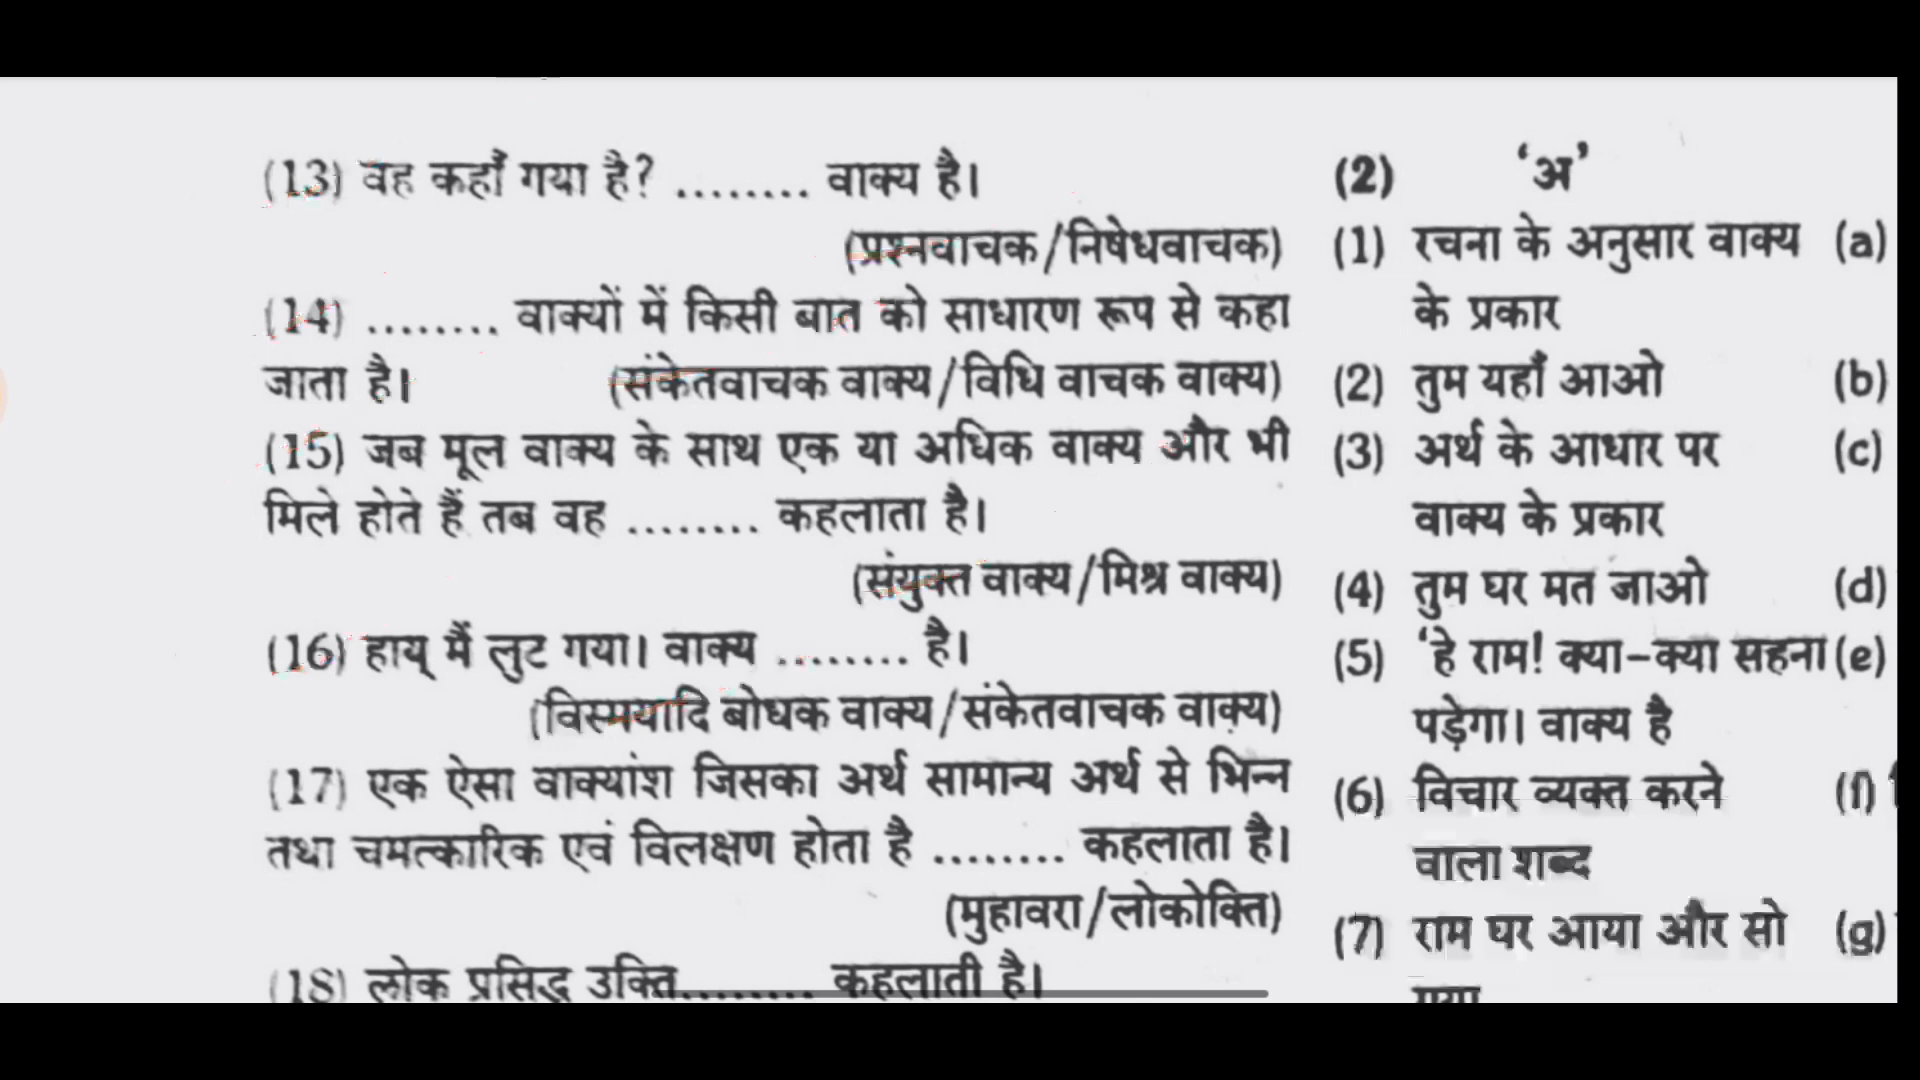 (13) वह कहाँ गया है? ........ वाक्य है।
(प्रश्नवाचक/निषेधवाचक)
(14) ........ वाक्यों में किसी बात को साधारण रूप से कहा
जाता है। (संकेतवाचक वाक्य/विधि वाचक वाक्य)
(15) जब मूल वाक्य के साथ एक या अधिक वाक्य और भी
मिले होते हैं तब वह ........ कहलाता है।
(संयुक्त वाक्य/मिश्र वाक्य)
(16) हाय् मैं लुट गया। वाक्य ........ है।
(विस्मयादि बोधक वाक्य/संकेतवाचक वाक्य)
(17) एक ऐसा वाक्यांश जिसका अर्थ सामान्य अर्थ से भिन्न
तथा चमत्कारिक एवं विलक्षण होता है ........ कहलाता है।
(मुहावरा/लोकोक्ति)
(18) लोक प्रसिद्ध उक्ति........ कहलाती है।
(2) ‘अ’
(1) रचना के अनुसार वाक्य (a)
के प्रकार
(2) तुम यहाँ आओ (b)
(3) अर्थ के आधार पर (c)
वाक्य के प्रकार
(4) तुम घर मत जाओ (d)
(5) ‘हे राम! क्या–क्या सहना (e)
पड़ेगा। वाक्य है
(6) विचार व्यक्त करने (f)
वाला शब्द
(7) राम घर आया और सो (g)
गया